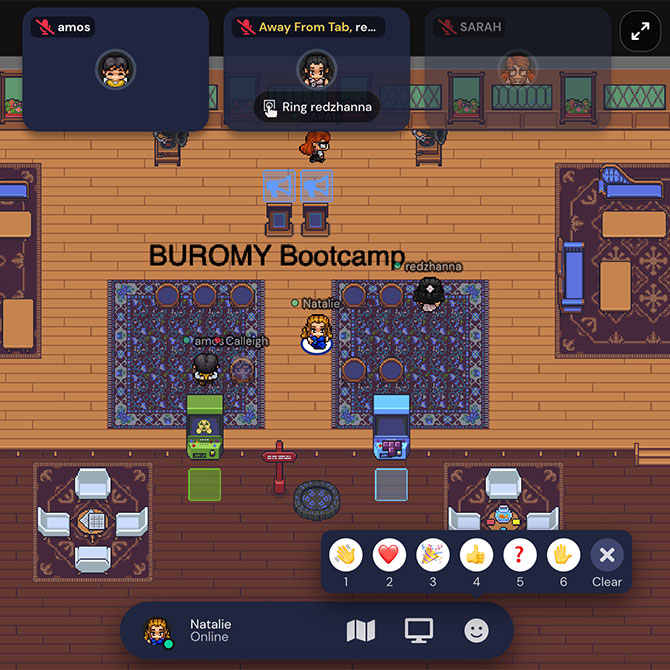 amos
Away From Tab, re...
SARAH
Ring redzhanna
BUROMY Bootcamp
redzhanna
Natalie
amos
Calleigh
1
2
3
4
5
6
Clear
Natalie
Online